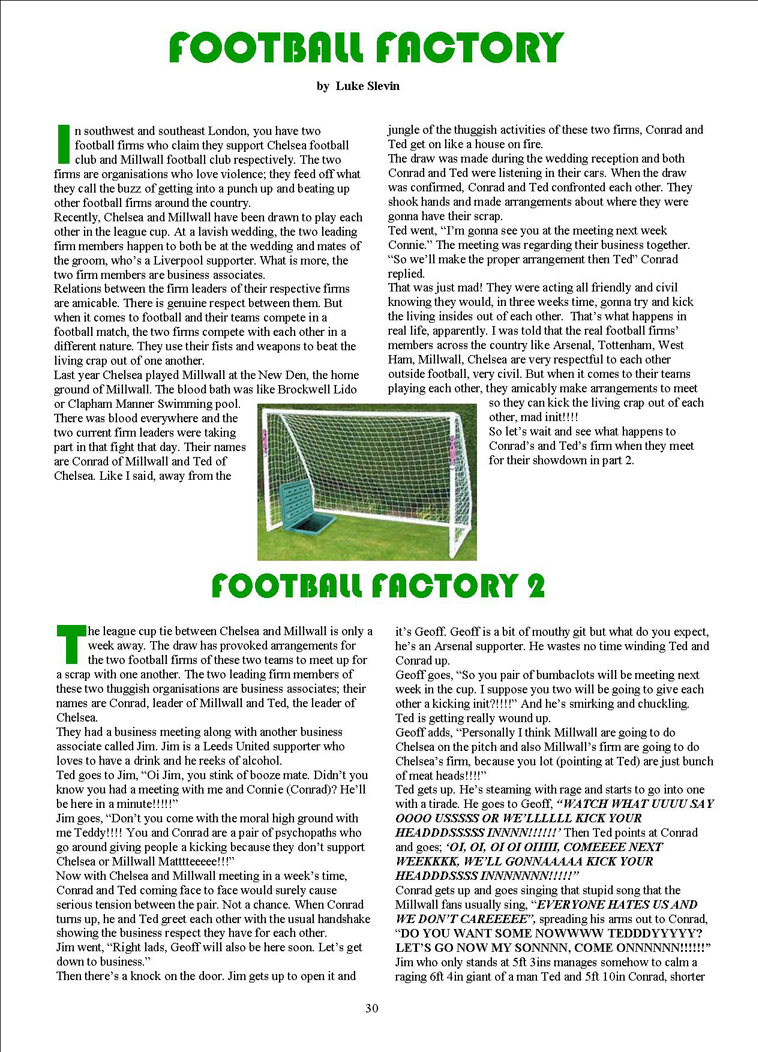 FOOTBALL FACTORY
by Luke Slevin
In southwest and southeast London, you have two
football firms who claim they support Chelsea football
club and Millwall football club respectively. The two
firms are organisations who love violence; they feed off what
they call the buzz of getting into a punch up and beating up
other football firms around the country.
Recently, Chelsea and Millwall have been drawn to play each
other in the league cup. At a lavish wedding, the two leading
firm members happen to both be at the wedding and mates of
the groom, who's a Liverpool supporter. What is more, the
two firm members are business associates.
Relations between the firm leaders of their respective firms
are amicable. There is genuine respect between them. But
when it comes to football and their teams compete in a
football match, the two firms compete with each other in a
different nature. They use their fists and weapons to beat the
living crap out of one another.
Last year Chelsea played Millwall at the New Den, the home
ground of Millwall. The blood bath was like Brockwell Lido
or Clapham Manner Swimming pool.
There was blood everywhere and the
two current firm leaders were taking
part in that fight that day. Their names
are Conrad of Millwall and Ted of
Chelsea. Like I said, away from the
jungle of the thuggish activities of these two firms, Conrad and
Ted get on like a house on fire.
The draw was made during the wedding reception and both
Conrad and Ted were listening in their cars. When the draw
was confirmed, Conrad and Ted confronted each other. They
shook hands and made arrangements about where they were
gonna have their scrap.
Ted went, “I'm gonna see you at the meeting next week
Connie.” The meeting was regarding their business together.
“So we'll make the proper arrangement then Ted” Conrad
replied.
That was just mad! They were acting all friendly and civil
knowing they would, in three weeks time, gonna try and kick
the living insides out of each other. That's what happens in
real life, apparently. I was told that the real football firms'
members across the country like Arsenal, Tottenham, West
Ham, Millwall, Chelsea are very respectful to each other
outside football, very civil. But when it comes to their teams
playing each other, they amicably make arrangements to meet
so they can kick the living crap out of each
other, mad init!!!!
So let's wait and see what happens to
Conrad's and Ted's firm when they meet
for their showdown in part 2.
FOOTBALL FACTORY 2
The league cup tie between Chelsea and Millwall is only a
week away. The draw has provoked arrangements for
the two football firms of these two teams to meet up for
a scrap with one another. The two leading firm members of
these two thuggish organisations are business associates; their
names are Conrad, leader of Millwall and Ted, the leader of
Chelsea.
They had a business meeting along with another business
associate called Jim. Jim is a Leeds United supporter who
loves to have a drink and he reeks of alcohol.
Ted goes to Jim, “Oi Jim, you stink of booze mate. Didn't you
know you had a meeting with me and Connie (Conrad)? He'll
be here in a minute!!!!!”
Jim goes, “Don't you come with the moral high ground with
me Teddy!!!! You and Conrad are a pair of psychopaths who
go around giving people a kicking because they don't support
Chelsea or Millwall Matttteeeee!!!”
Now with Chelsea and Millwall meeting in a week's time,
Conrad and Ted coming face to face would surely cause
serious tension between the pair. Not a chance. When Conrad
turns up, he and Ted greet each other with the usual handshake
showing the business respect they have for each other.
Jim went, “Right lads, Geoff will also be here soon. Let's get
down to business.”
Then there's a knock on the door. Jim gets up to open it and
it's Geoff. Geoff is a bit of mouthy git but what do you expect,
he's an Arsenal supporter. He wastes no time winding Ted and
Conrad up.
Geoff goes, “So you pair of bumbaclots will be meeting next
week in the cup. I suppose you two will be going to give each
other a kicking init?!!!!” And he's smirking and chuckling.
Ted is getting really wound up.
Geoff adds, “Personally I think Millwall are going to do
Chelsea on the pitch and also Millwall's firm are going to do
Chelsea's firm, because you lot (pointing at Ted) are just bunch
of meat heads!!!!”
Ted gets up. He's steaming with rage and starts to go into one
with a tirade. He goes to Geoff, “WATCH WHAT UUUU SAY
OOOO USSSSS OR WE'LLLLLL KICK YOUR
HEADDDSSSSS INNNN!!!!!!' Then Ted points at Conrad
and goes; ‘OI, OI, OI OI OIIII, COMEEEE NEXT
WEEKKKK, WE'LL GONNAAAAA KICK YOUR
HEADDDSSSS INNNNNNN!!!!!”
Conrad gets up and goes singing that stupid song that the
Millwall fans usually sing, “EVERYONE HATES US AND
WE DON'T CAREEEEE”, spreading his arms out to Conrad,
“DO YOU WANT SOME NOWWWW TEDDDYYYYY?
LET'S GO NOW MY SONNNN, COME ONNNNNN!!!!!!”
Jim who only stands at 5ft 3ins manages somehow to calm a
raging 6ft 4in giant of a man Ted and 5ft 10in Conrad, shorter
30